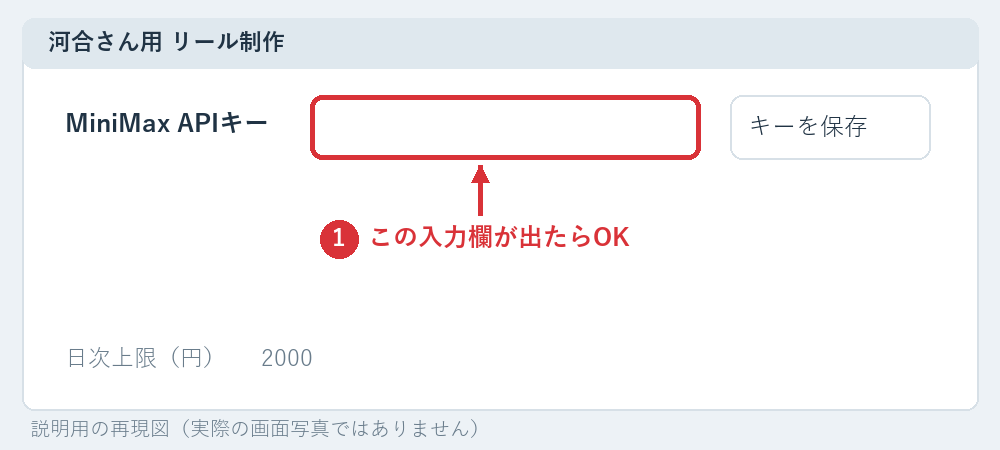 河合さん用 リール制作
MiniMax APIキー
キーを保存
1 この入力欄が出たらOK
日次上限（円） 2000
説明用の再現図（実際の画面写真ではありません）